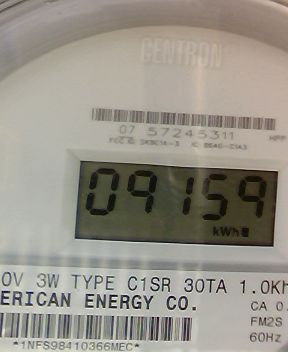 CENTRON
07 57245311
09159
kWh
0V 3W TYPE C1SR 30TA 1.0Kh
ERICAN ENERGY CO.
CA 0.
FM2S
60Hz
*1NFS98410366MEC*